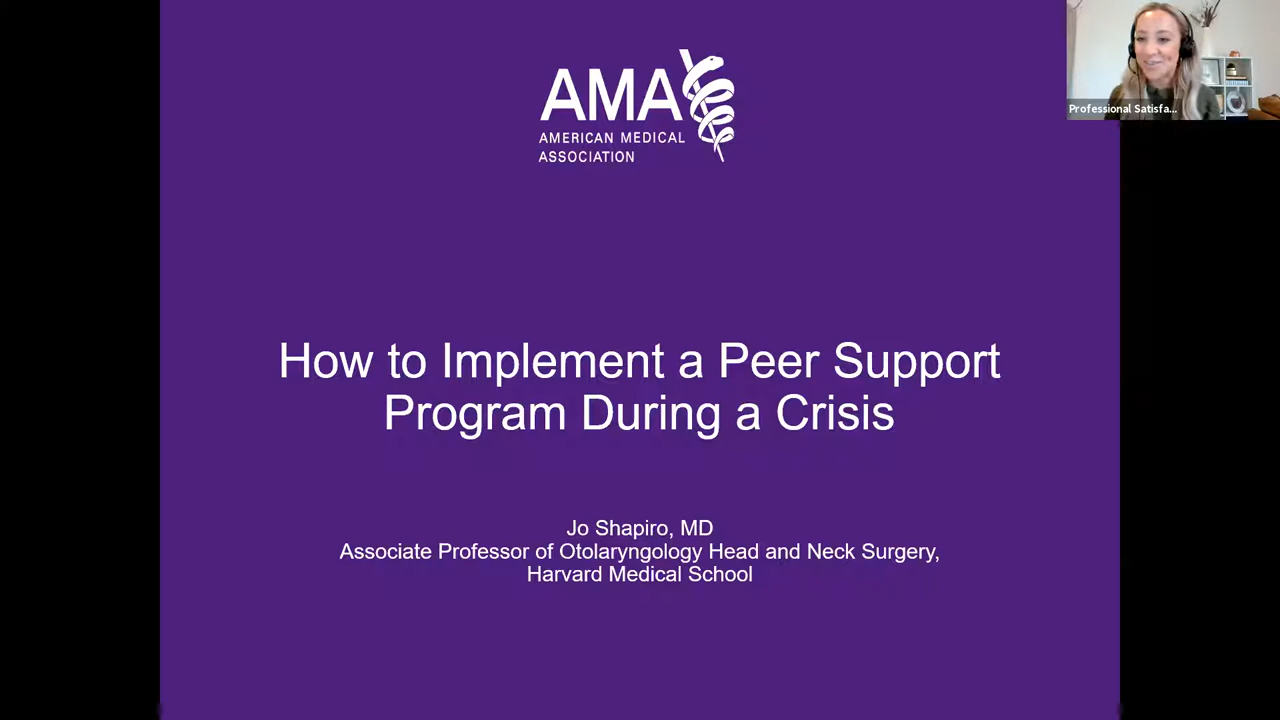 AMA
AMERICAN MEDICAL
ASSOCIATION
Professional Satisfa...
How to Implement a Peer Support
Program During a Crisis
Jo Shapiro, MD
Associate Professor of Otolaryngology Head and Neck Surgery,
Harvard Medical School